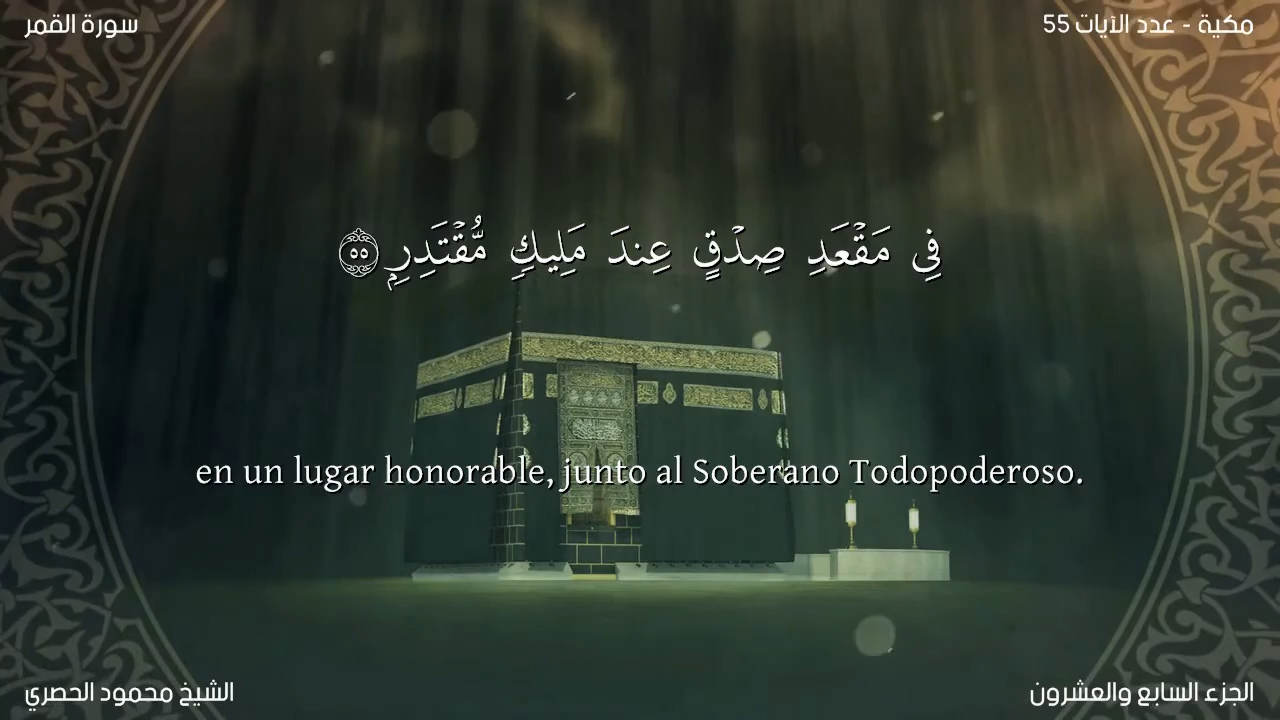 سورة القمر
مكية - عدد الآيات 55
فِي مَقْعَدِ صِدْقٍ عِندَ مَلِيكٍ مُّقْتَدِرٍۭ ٥٥
en un lugar honorable, junto al Soberano Todopoderoso.
الشيخ محمود الحصري
الجزء السابع والعشرون